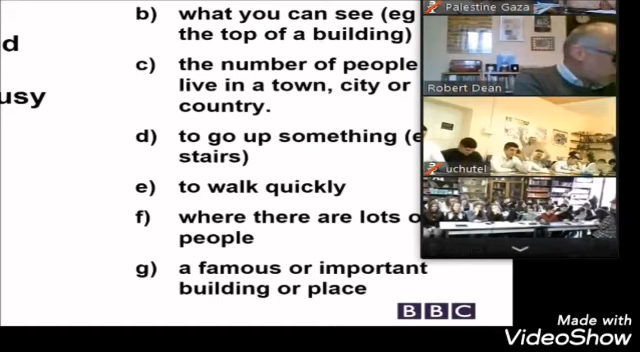 d
usy
b) what you can see (eg
the top of a building)
c) the number of people
live in a town, city or
country.
d) to go up something (e
stairs)
e) to walk quickly
f) where there are lots o
people
g) a famous or important
building or place
BBC
Palestine Gaza
Robert Dean
uchutel
Made with
VideoShow